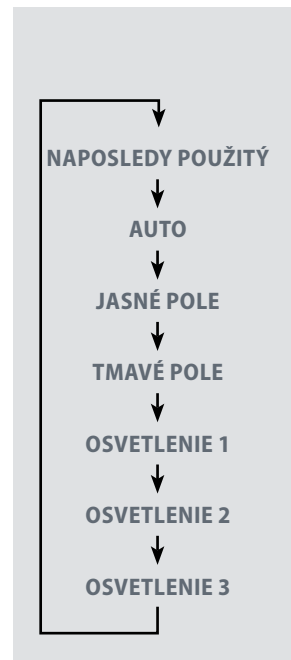 NAPOSLEDY POUŽITÝ
AUTO
JASNÉ POLE
TMAVÉ POLE
OSVETLENIE 1
OSVETLENIE 2
OSVETLENIE 3